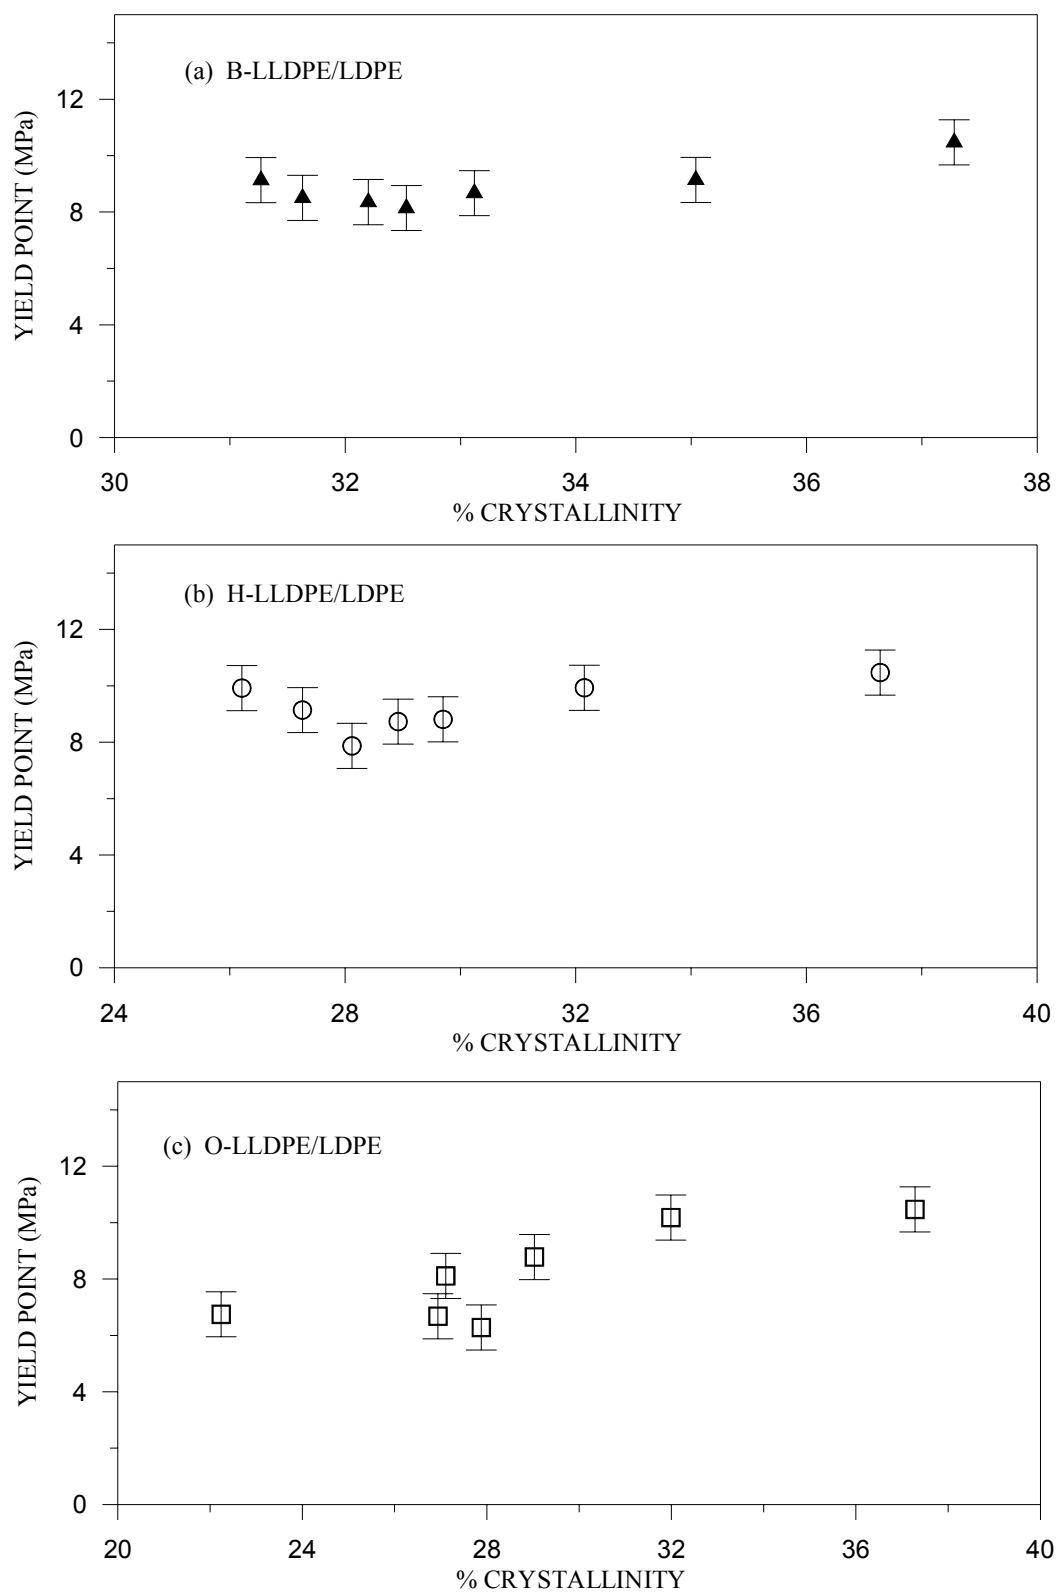 (a) B-LLDPE/LDPE
YIELD POINT (MPa)
12
8
4
0
30 32 34 36 38
% CRYSTALLINITY
(b) H-LLDPE/LDPE
YIELD POINT (MPa)
12
8
4
0
24 28 32 36 40
% CRYSTALLINITY
(c) O-LLDPE/LDPE
YIELD POINT (MPa)
12
8
4
0
20 24 28 32 36 40
% CRYSTALLINITY